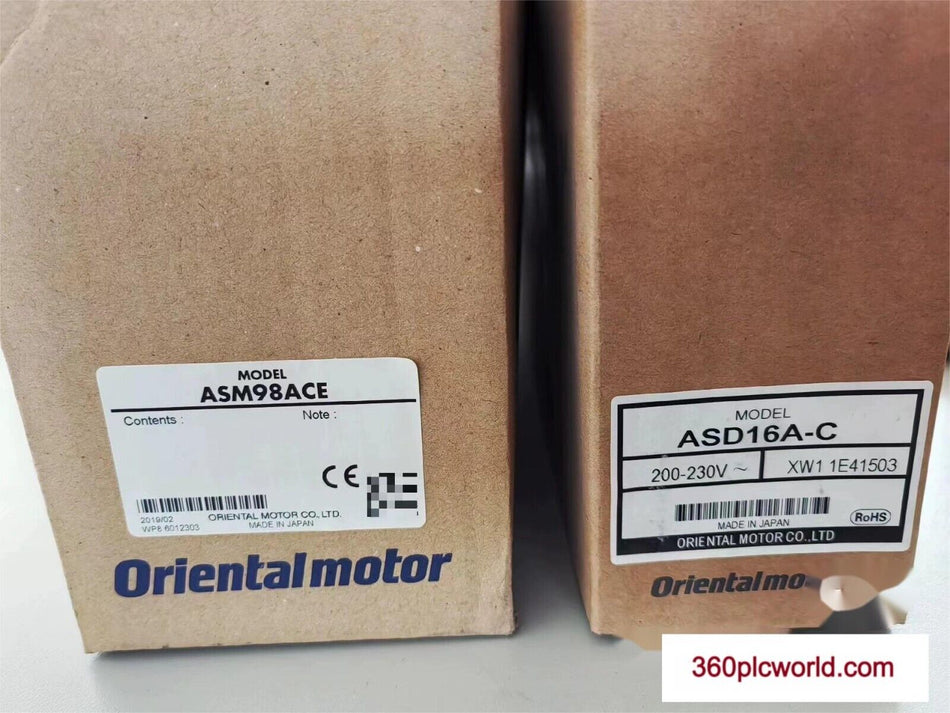 MODEL
ASM98ACE
Contents :
Note :
CE
2019/02
ORIENTAL MOTOR CO., LTD.
WP8 6012303
MADE IN JAPAN
Orientalmotor
MODEL
ASD16A-C
200-230V ~
XW1 1E41503
MADE IN JAPAN
RoHS
ORIENTAL MOTOR CO.,LTD
Orientalmo
360plcworld.com